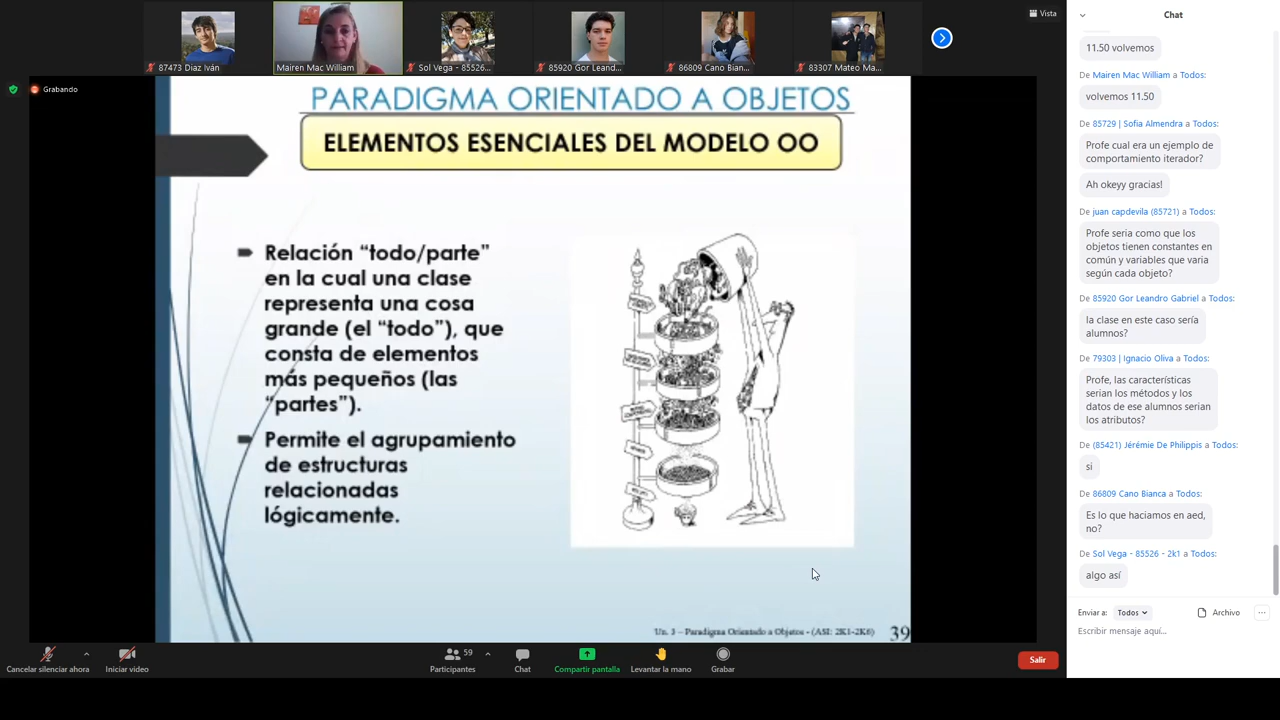 Vista
87473 Diaz Iván
Mairen Mac William
Sol Vega - 85526...
85920 Gor Leand...
86809 Cano Bian...
83307 Mateo Ma...
Grabando
PARADIGMA ORIENTADO A OBJETOS
ELEMENTOS ESENCIALES DEL MODELO OO
Relación “todo/parte”
en la cual una clase
representa una cosa
grande (el “todo”), que
consta de elementos
más pequeños (las
“partes”).
Permite el agrupamiento
de estructuras
relacionadas
lógicamente.
Un. 3 – Paradigma Orientado a Objetos - (ASI: 2K1-2K6)
39
Cancelar silenciar ahora
Iniciar video
59
Participantes
Chat
Compartir pantalla
Levantar la mano
Grabar
Salir
Chat
11.50 volvemos
De Mairen Mac William a Todos:
volvemos 11.50
De 85729 | Sofia Almendra a Todos:
Profe cual era un ejemplo de
comportamiento iterador?
Ah okeyy gracias!
De juan capdevila (85721) a Todos:
Profe seria como que los
objetos tienen constantes en
común y variables que varia
según cada objeto?
De 85920 Gor Leandro Gabriel a Todos:
la clase en este caso sería
alumnos?
De 79303 | Ignacio Oliva a Todos:
Profe, las características
serian los métodos y los
datos de ese alumnos serian
los atributos?
De (85421) Jérémie De Philippis a Todos:
si
De 86809 Cano Bianca a Todos:
Es lo que haciamos en aed,
no?
De Sol Vega - 85526 - 2k1 a Todos:
algo así
Enviar a: Todos
Archivo
...
Escribir mensaje aquí...